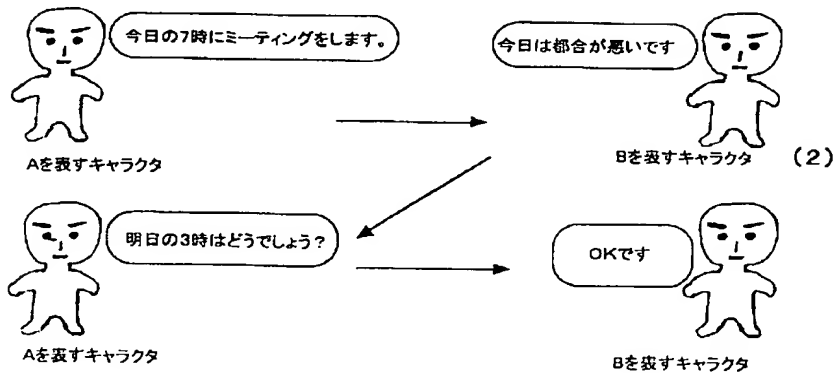 今日の7時にミーティングをします。
今日は都合が悪いです
Aを表すキャラクタ
Bを表すキャラクタ
(2)
明日の3時はどうでしょう?
OKです
Aを表すキャラクタ
Bを表すキャラクタ